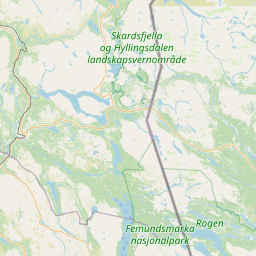 Skardsfjella
og Hyllingsdalen
landskapsvernområde
Rogen
Femundsmarka
nasjonalpark